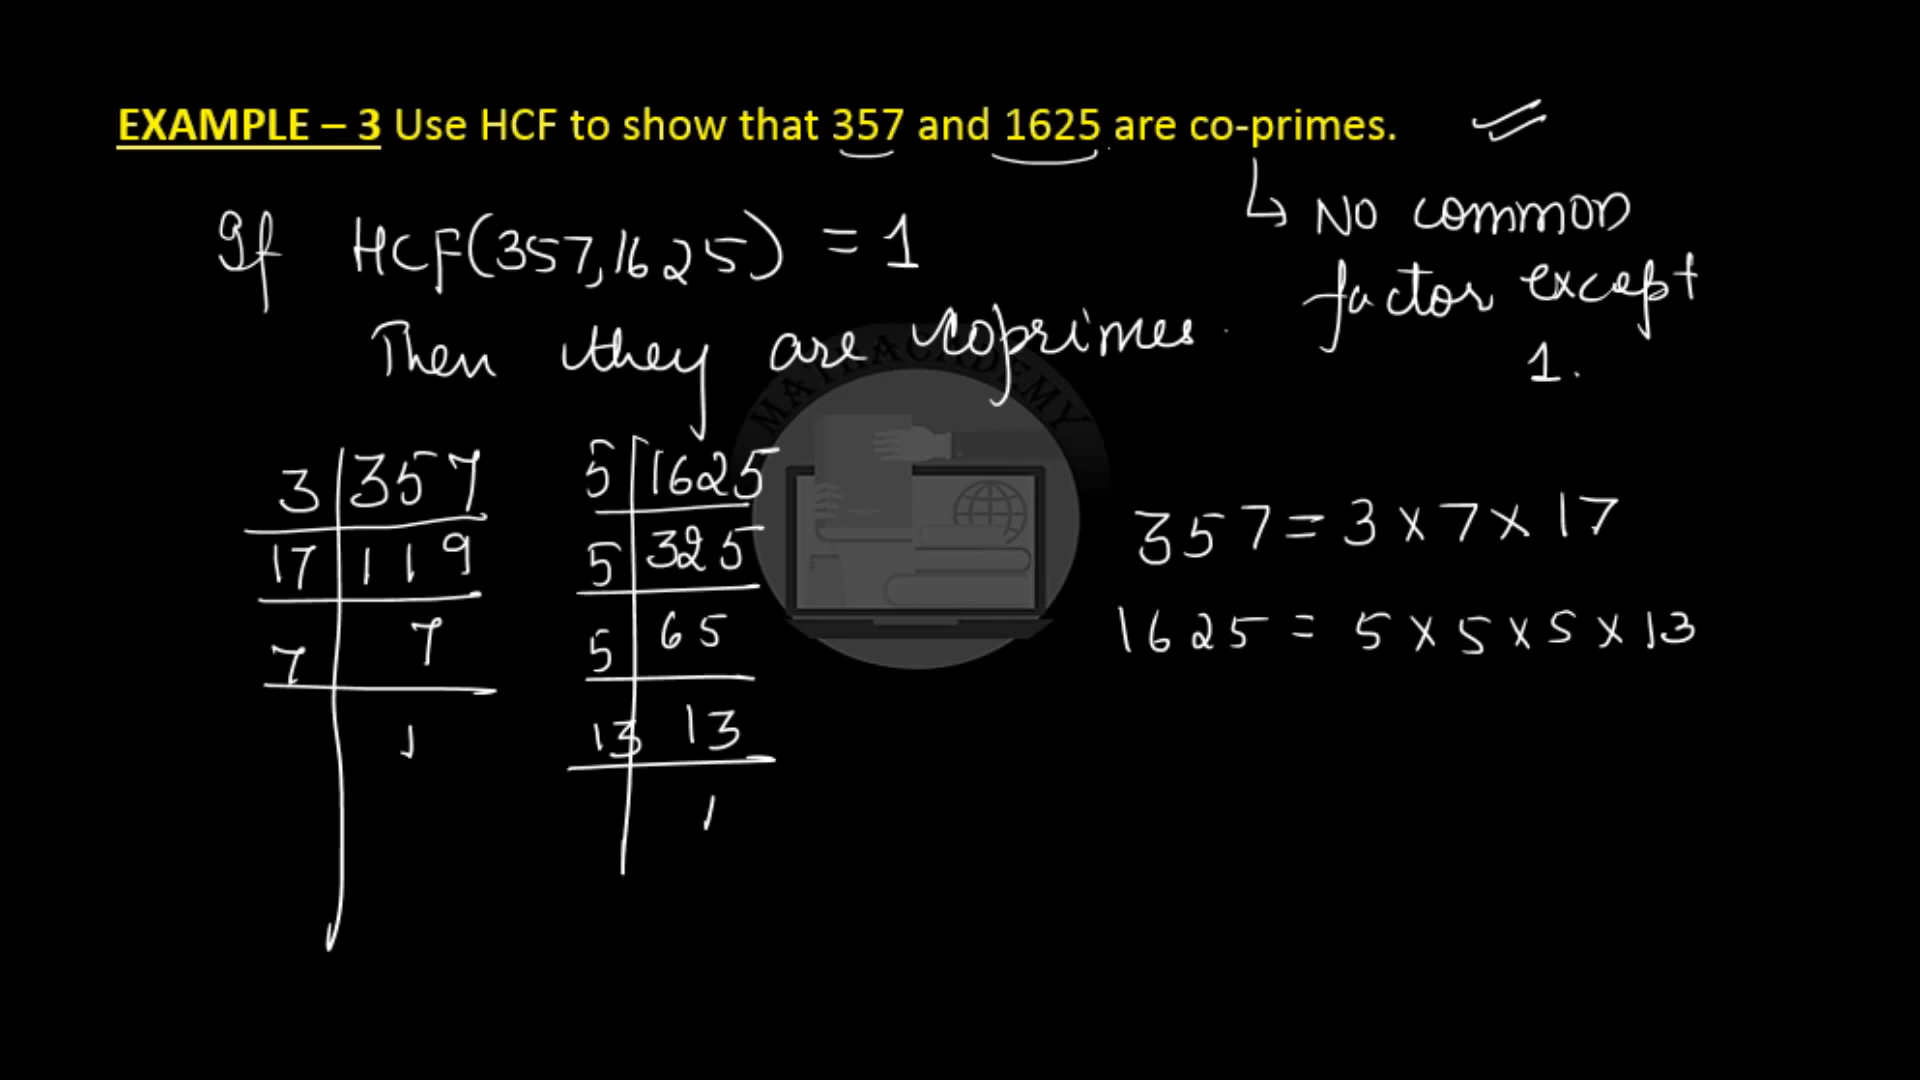 EXAMPLE – 3 Use HCF to show that 357 and 1625 are co-primes.
If HCF(357,1625) = 1
Then they are coprimes.
↳ No common
factor except
1.
MATH ACADEMY
3 | 357
17 | 119
7 | 7
1
5 | 1625
5 | 325
5 | 65
13 | 13
1
357 = 3 × 7 × 17
1625 = 5 × 5 × 5 × 13